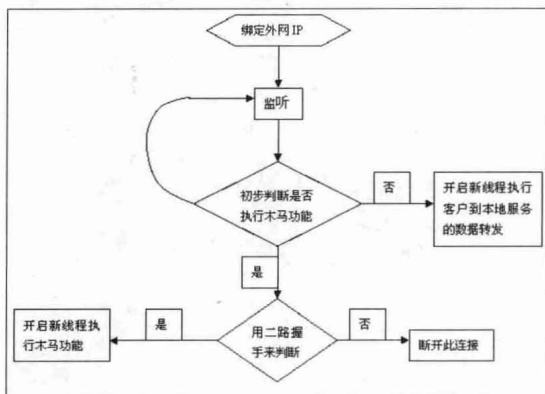 绑定外网IP
监听
初步判断是否
执行木马功能
否
开启新线程执行
客户到本地服务
的数据转发
是
开启新线程执
行木马功能
是
用二路握
手来判断
否
断开此连接